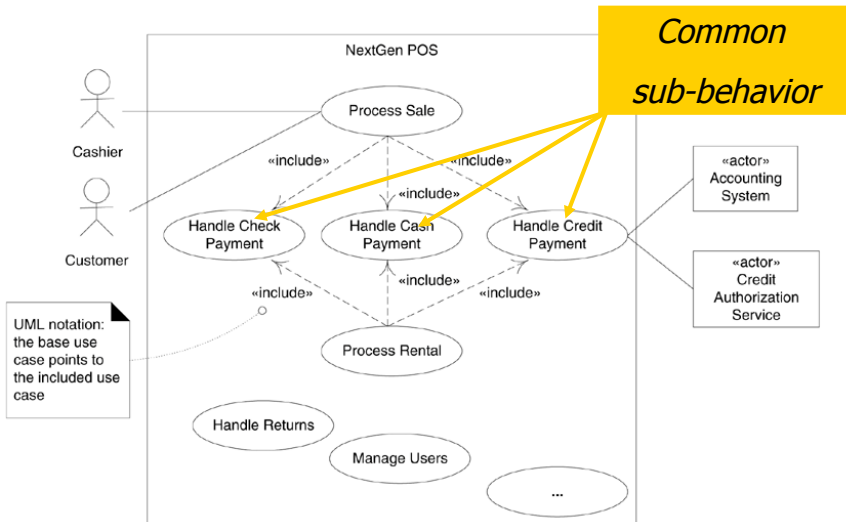 Common
sub-behavior
NextGen POS
Process Sale
Cashier
«include»
«include»
«include»
«actor»
Accounting
System
Handle Check
Payment
Handle Cash
Payment
Handle Credit
Payment
Customer
«actor»
Credit
Authorization
Service
«include»
«include»
«include»
UML notation:
the base use
case points to
the included use
case
Process Rental
Handle Returns
Manage Users
...